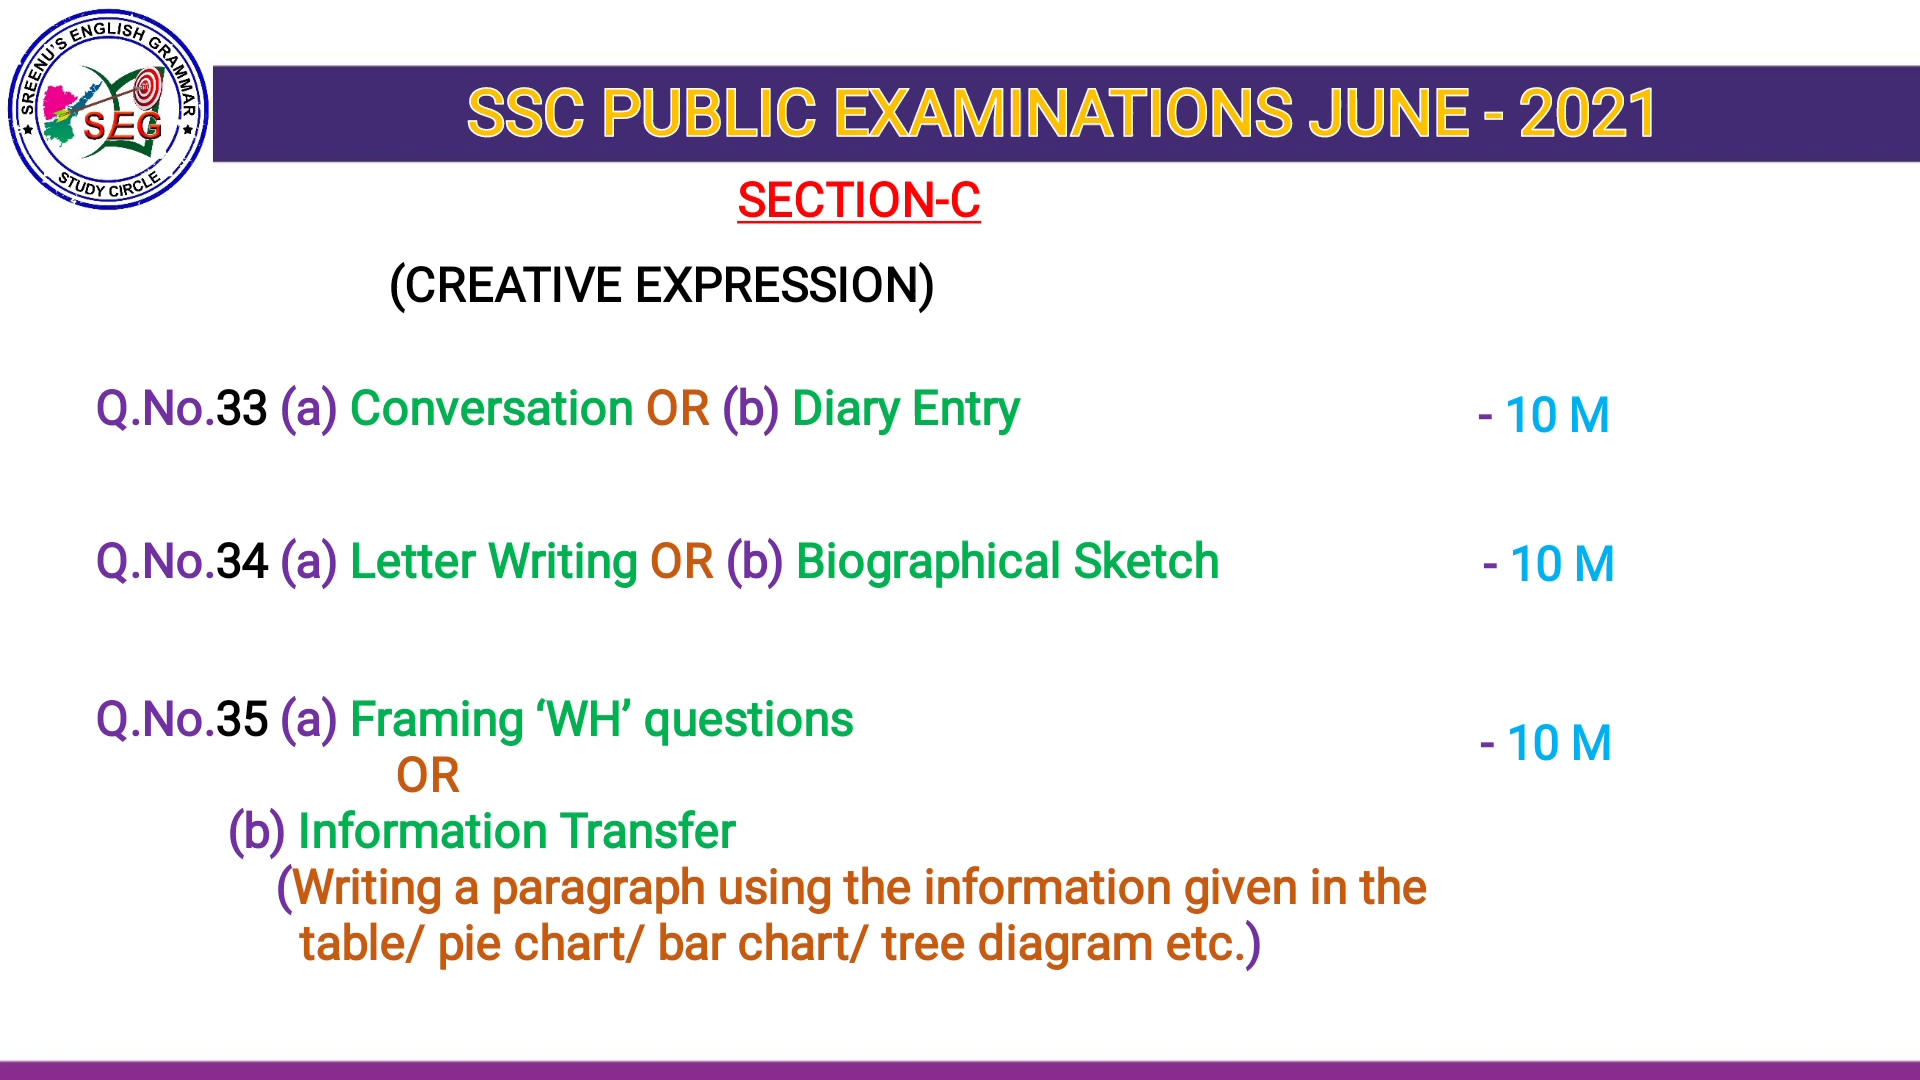 SREENU'S ENGLISH GRAMMAR
SEG
STUDY CIRCLE
SSC PUBLIC EXAMINATIONS JUNE - 2021
SECTION-C
(CREATIVE EXPRESSION)
Q.No.33 (a) Conversation OR (b) Diary Entry - 10 M
Q.No.34 (a) Letter Writing OR (b) Biographical Sketch - 10 M
Q.No.35 (a) Framing ‘WH’ questions - 10 M
OR
(b) Information Transfer
(Writing a paragraph using the information given in the
table/ pie chart/ bar chart/ tree diagram etc.)